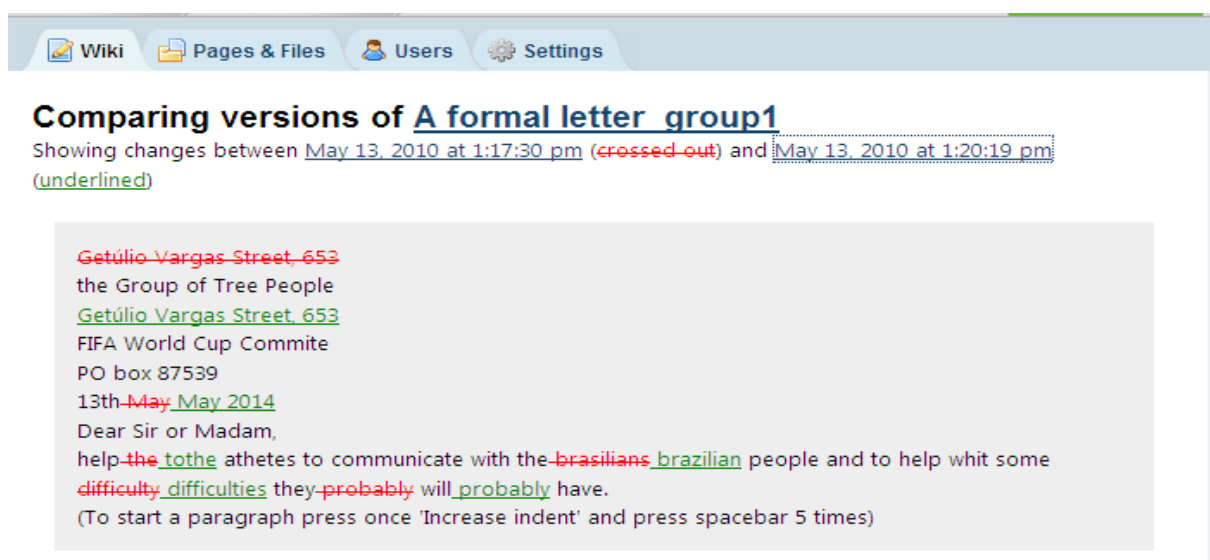 Wiki Pages & Files Users Settings
Comparing versions of A formal letter_group1
Showing changes between May 13, 2010 at 1:17:30 pm (crossed out) and May 13, 2010 at 1:20:19 pm
(underlined)
Getúlio Vargas Street, 653
the Group of Tree People
Getúlio Vargas Street, 653
FIFA World Cup Commite
PO box 87539
13th May May 2014
Dear Sir or Madam,
help the tothe athetes to communicate with the brasilians brazilian people and to help whit some
difficulty difficulties they probably will probably have.
(To start a paragraph press once 'Increase indent' and press spacebar 5 times)